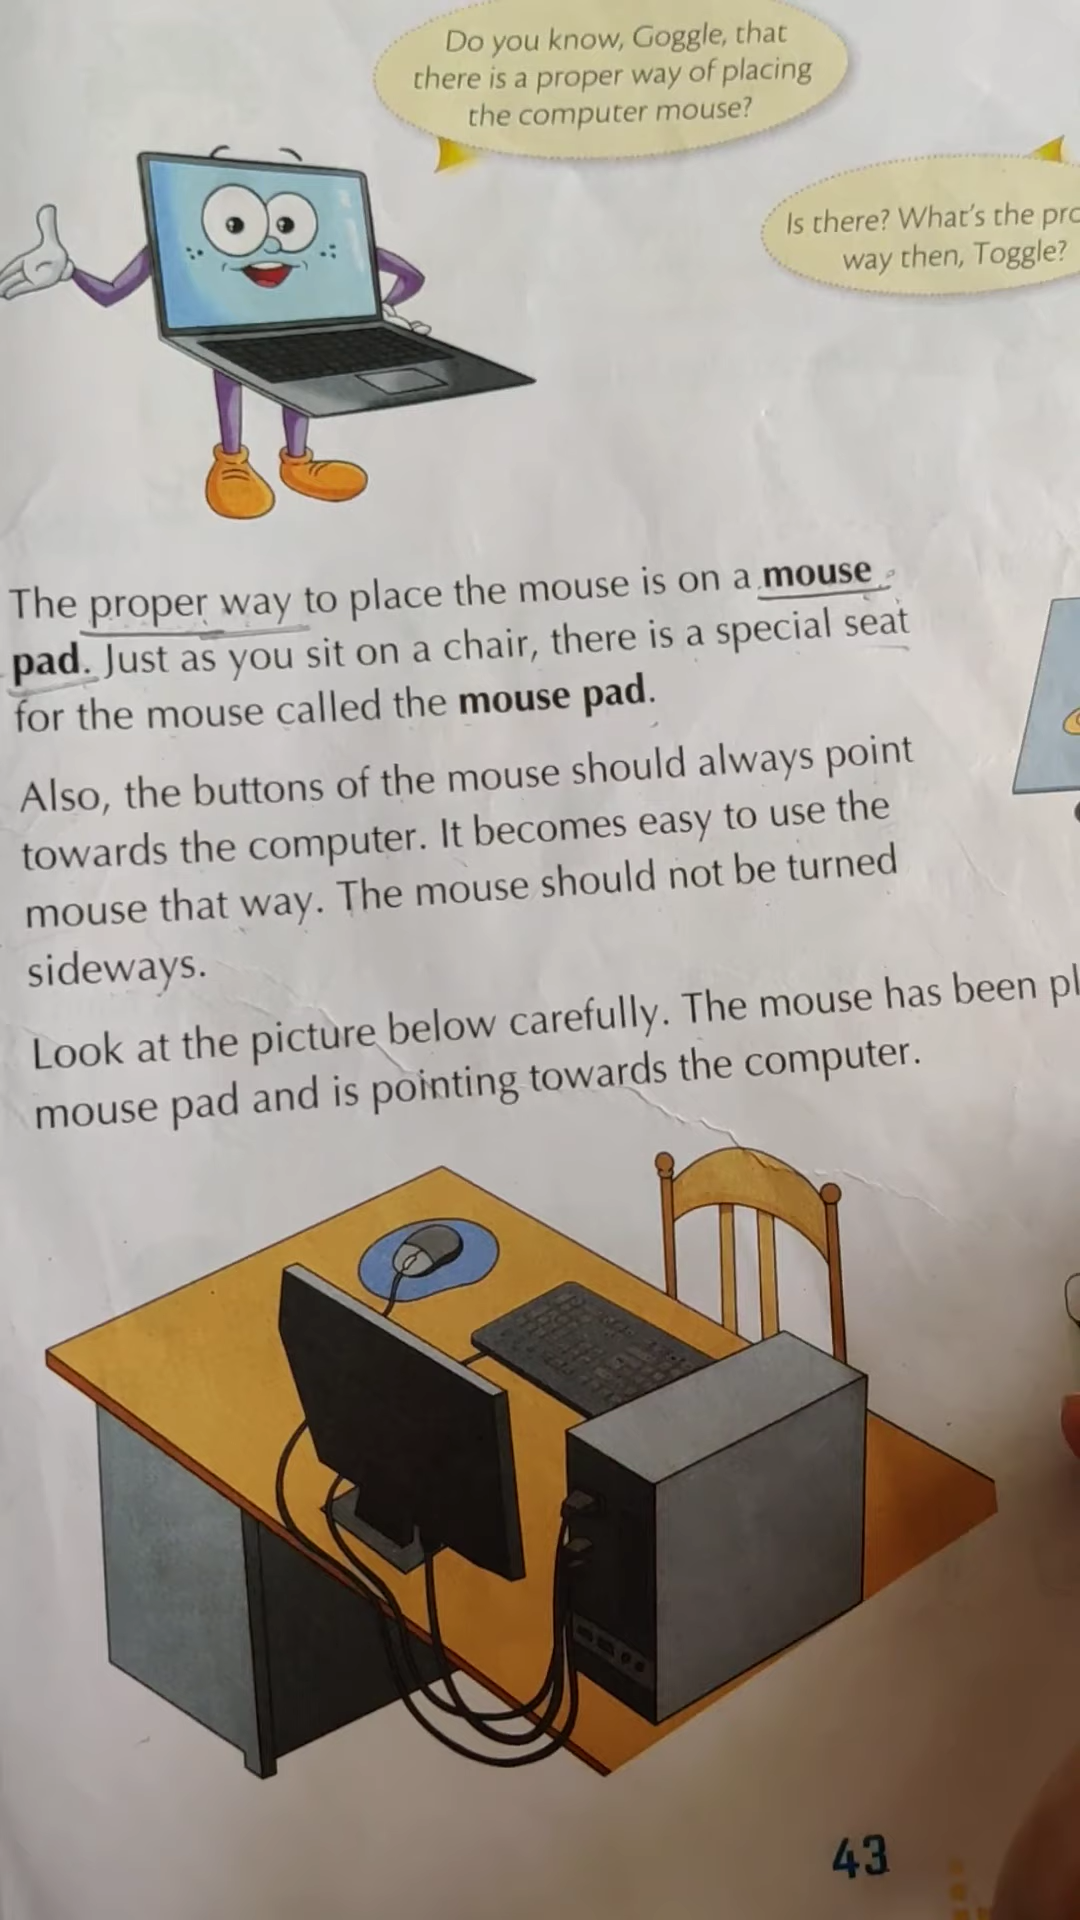 Do you know, Goggle, that
there is a proper way of placing
the computer mouse?
Is there? What's the
way then, Toggle?
The proper way to place the mouse is on a mouse
pad. Just as you sit on a chair, there is a special seat
for the mouse called the mouse pad.
Also, the buttons of the mouse should always point
towards the computer. It becomes easy to use the
mouse that way. The mouse should not be turned
sideways.
Look at the picture below carefully. The mouse has been
mouse pad and is pointing towards the computer.
43